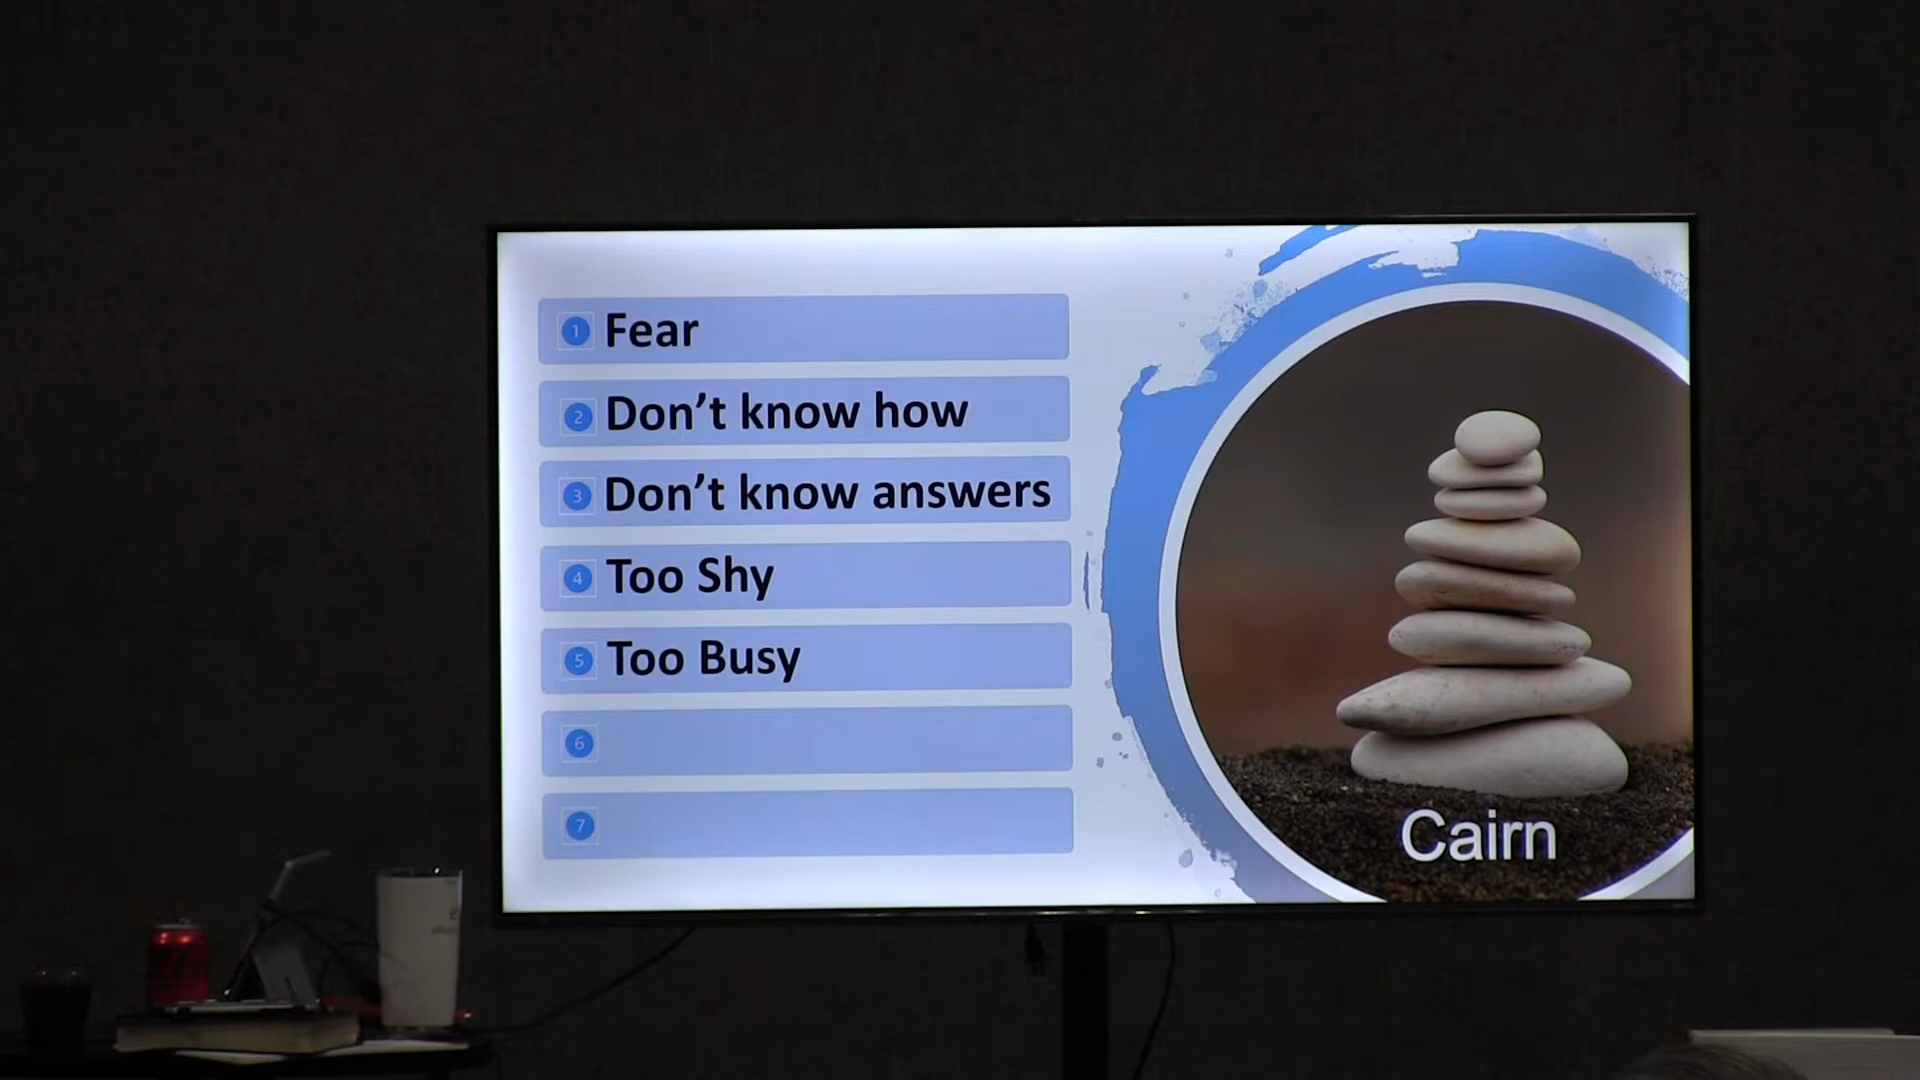 1 Fear
2 Don't know how
3 Don't know answers
4 Too Shy
5 Too Busy
6
7
Cairn